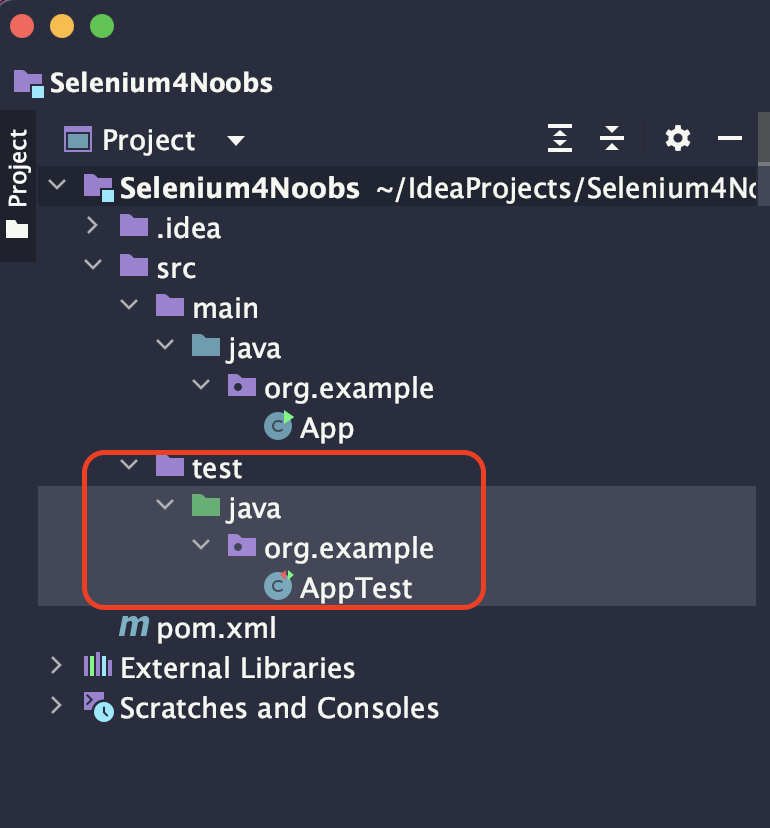 Selenium4Noobs
Project
Project
Selenium4Noobs ~/IdeaProjects/Selenium4No
.idea
src
main
java
org.example
App
test
java
org.example
AppTest
pom.xml
External Libraries
Scratches and Consoles